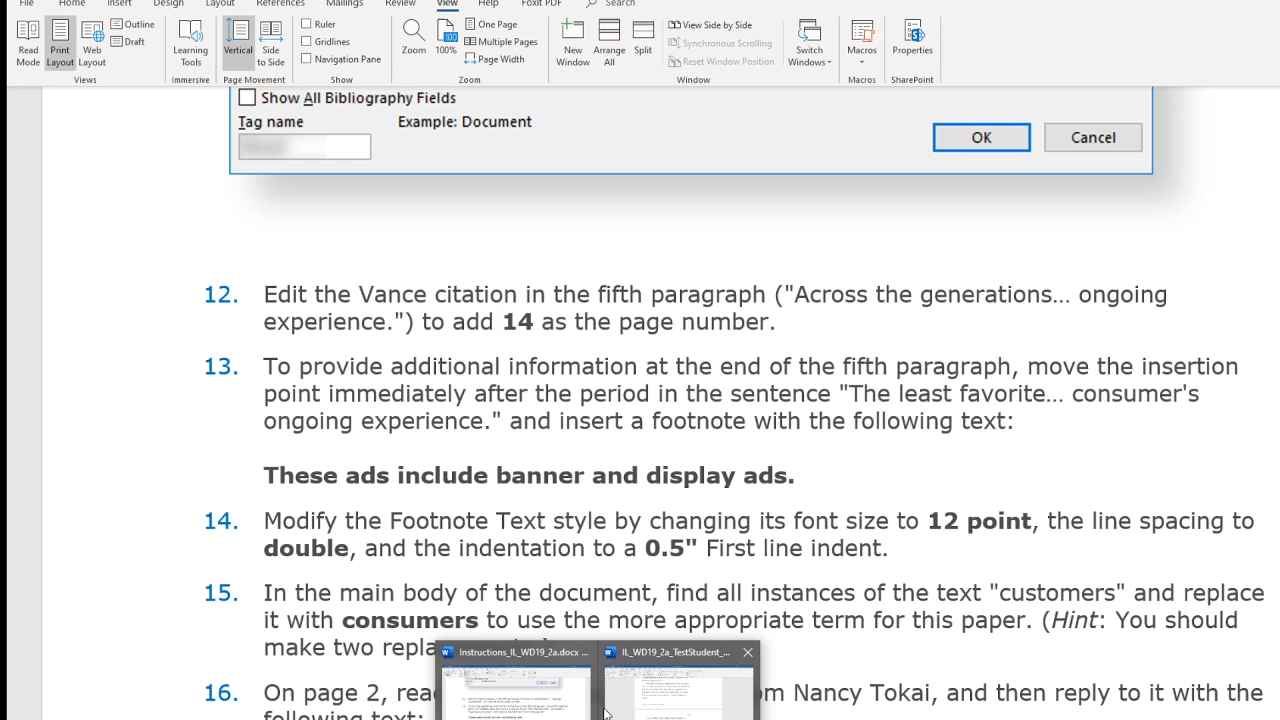 File Home Insert Design Layout References Mailings Review View Help Foxit PDF Search
Outline Ruler One Page View Side by Side
Draft Gridlines Multiple Pages Synchronous Scrolling
Navigation Pane Page Width Reset Window Position
Read Mode Print Layout Web Layout Learning Tools Vertical Side to Side Zoom 100% New Window Arrange All Split Switch Windows Macros Properties
Views Immersive Page Movement Show Zoom Window Macros SharePoint
Show All Bibliography Fields
Tag name Example: Document
OK Cancel
12. Edit the Vance citation in the fifth paragraph ("Across the generations... ongoing
experience.") to add 14 as the page number.
13. To provide additional information at the end of the fifth paragraph, move the insertion
point immediately after the period in the sentence "The least favorite... consumer's
ongoing experience." and insert a footnote with the following text:
These ads include banner and display ads.
14. Modify the Footnote Text style by changing its font size to 12 point, the line spacing to
double, and the indentation to a 0.5" First line indent.
15. In the main body of the document, find all instances of the text "customers" and replace
it with consumers to use the more appropriate term for this paper. (Hint: You should
make two
Instructions_IL_WD19_2a.docx ... IL_WD19_2a_TestStudent_...
16. On page 2, om Nancy Tokai, and then reply to it with the
following text: